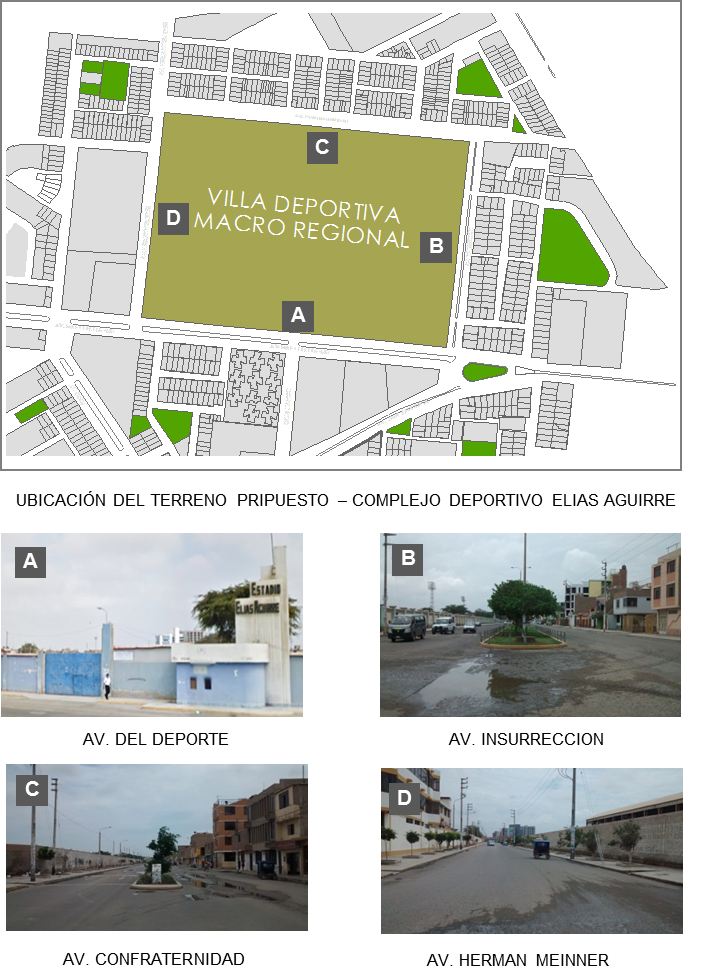 C
VILLA DEPORTIVA
MACRO REGIONAL
D
B
A
UBICACIÓN DEL TERRENO PRIPUESTO – COMPLEJO DEPORTIVO ELIAS AGUIRRE
A
ESTADIO
ELIAS AGUIRRE
B
AV. DEL DEPORTE
AV. INSURRECCION
C
D
AV. CONFRATERNIDAD
AV. HERMAN MEINNER